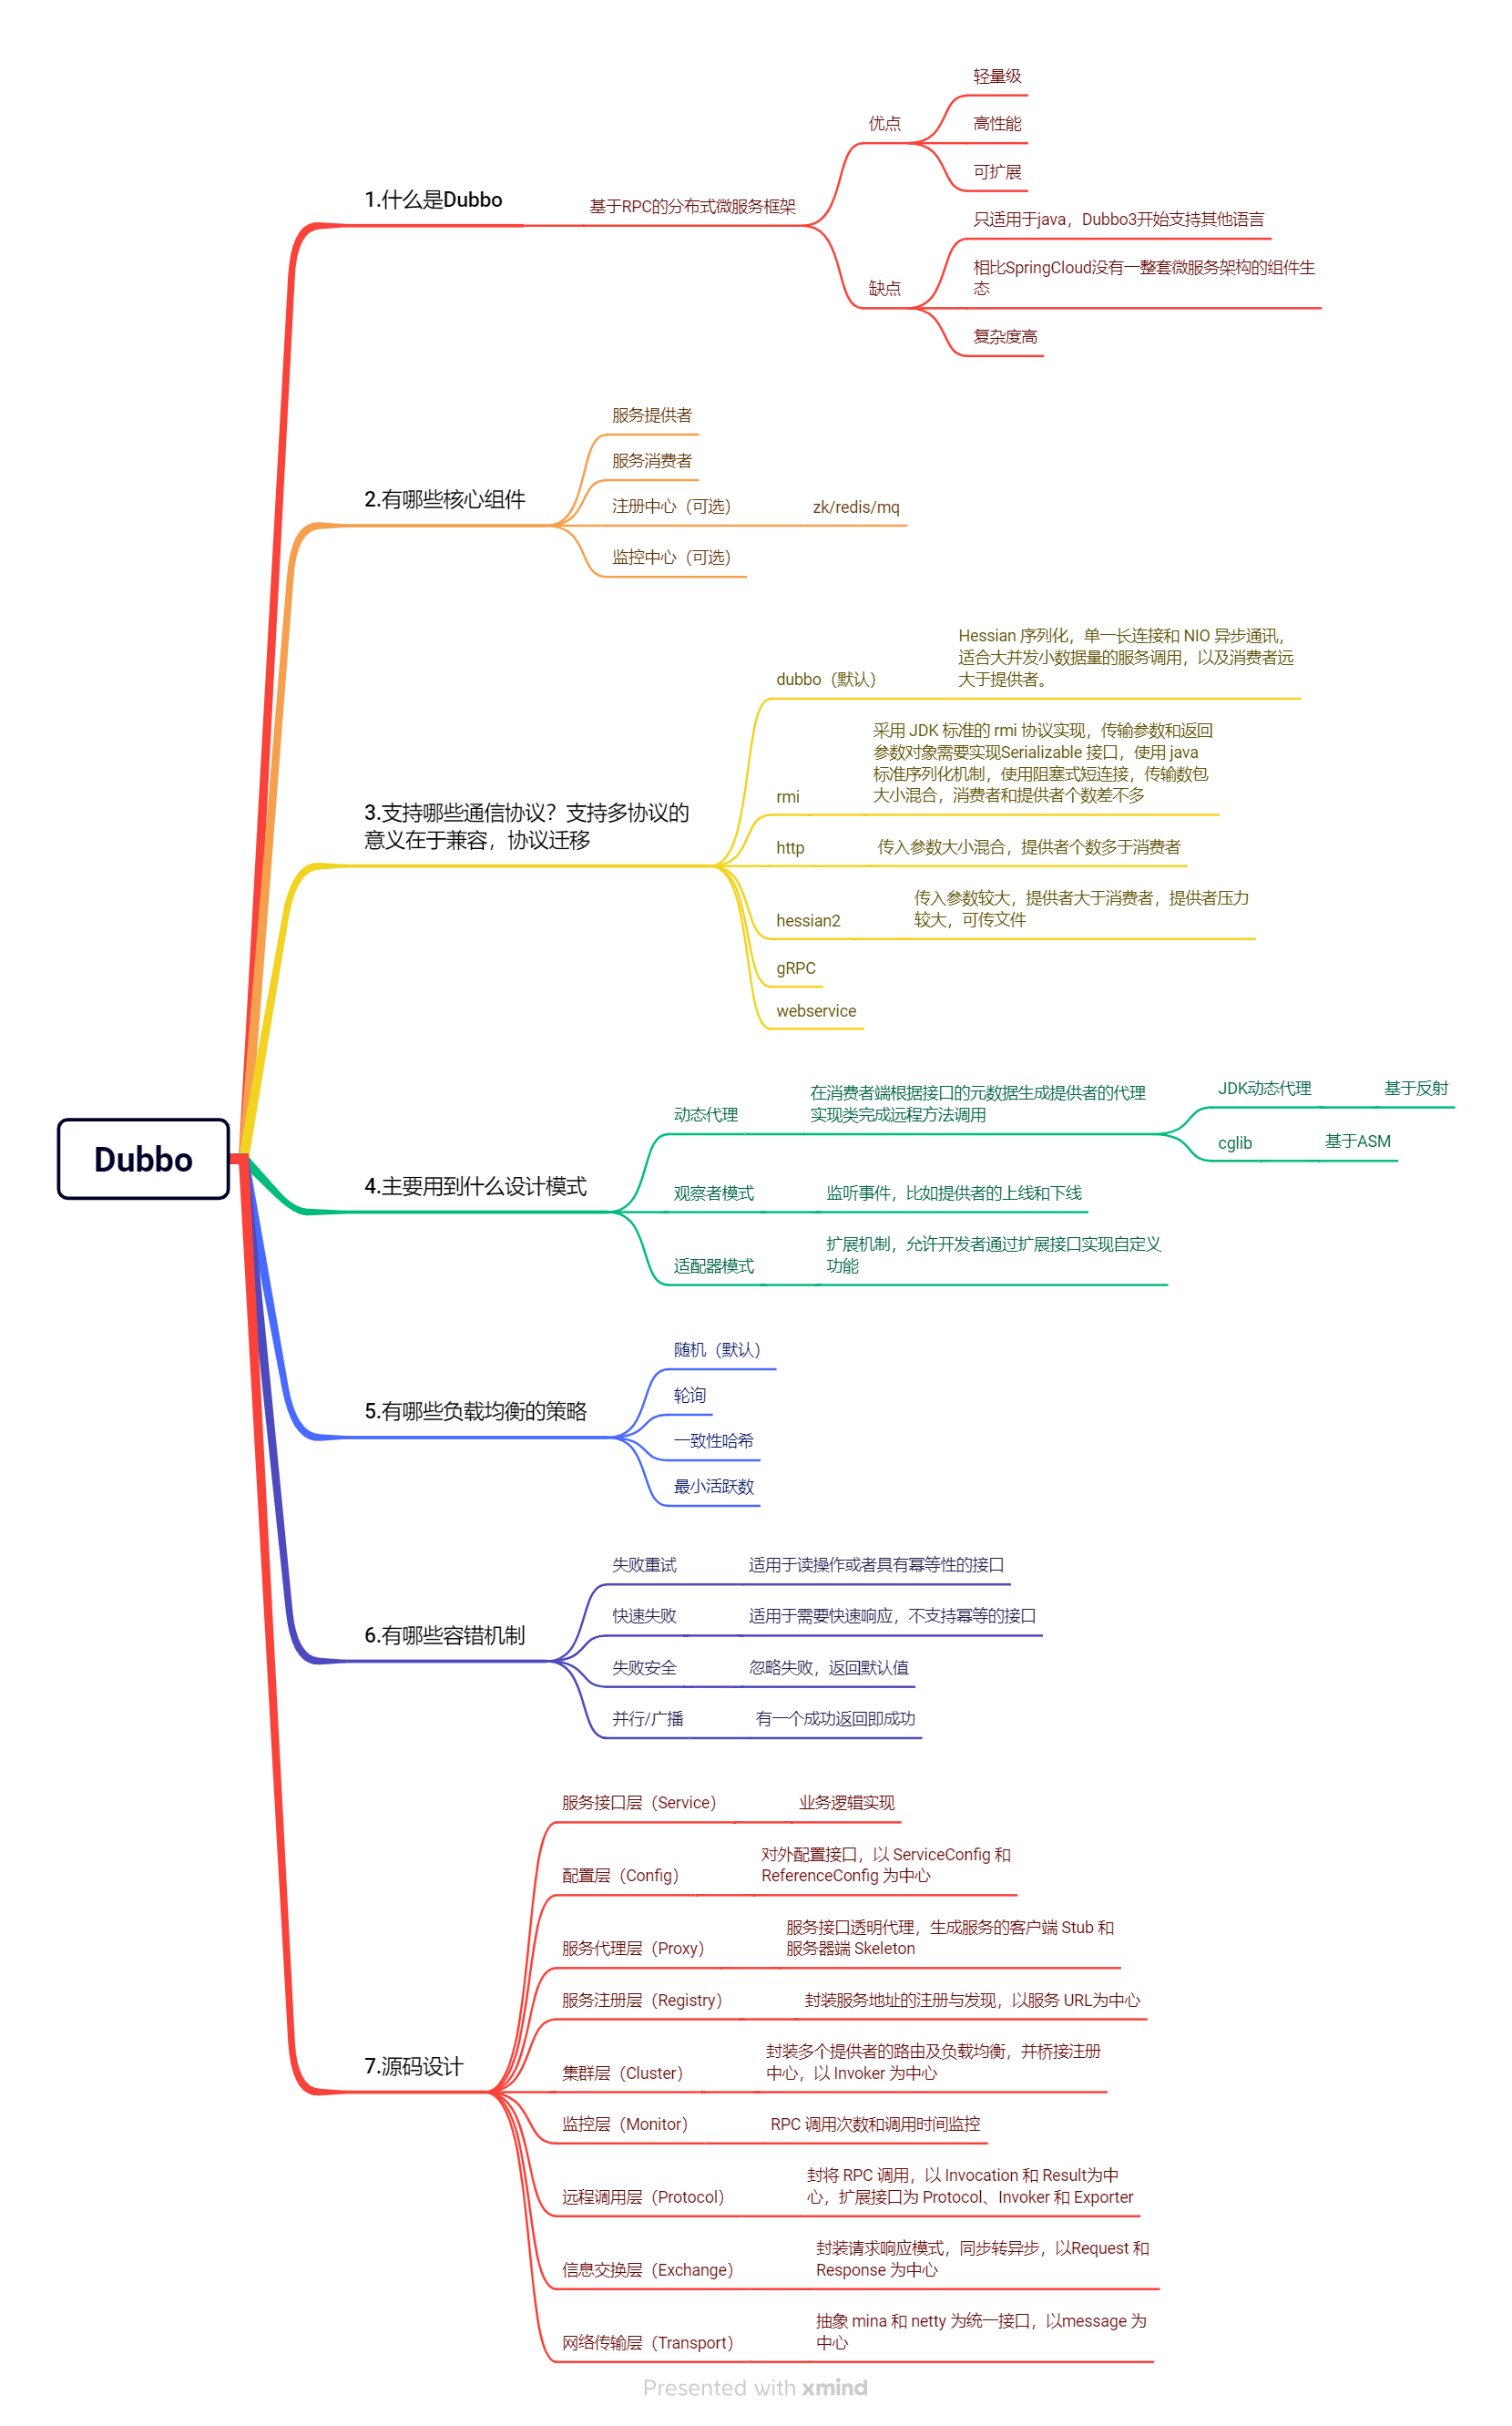 Dubbo
1.什么是Dubbo
基于RPC的分布式微服务框架
优点
轻量级
高性能
可扩展
缺点
只适用于java，Dubbo3开始支持其他语言
相比SpringCloud没有一整套微服务架构的组件生
态
复杂度高
2.有哪些核心组件
服务提供者
服务消费者
注册中心（可选）
zk/redis/mq
监控中心（可选）
3.支持哪些通信协议？支持多协议的
意义在于兼容，协议迁移
dubbo（默认）
Hessian 序列化，单一长连接和 NIO 异步通讯，
适合大并发小数据量的服务调用，以及消费者远
大于提供者。
rmi
采用 JDK 标准的 rmi 协议实现，传输参数和返回
参数对象需要实现Serializable 接口，使用 java
标准序列化机制，使用阻塞式短连接，传输数包
大小混合，消费者和提供者个数差不多
http
传入参数大小混合，提供者个数多于消费者
hessian2
传入参数较大，提供者大于消费者，提供者压力
较大，可传文件
gRPC
webservice
4.主要用到什么设计模式
动态代理
在消费者端根据接口的元数据生成提供者的代理
实现类完成远程方法调用
JDK动态代理
基于反射
cglib
基于ASM
观察者模式
监听事件，比如提供者的上线和下线
适配器模式
扩展机制，允许开发者通过扩展接口实现自定义
功能
5.有哪些负载均衡的策略
随机（默认）
轮询
一致性哈希
最小活跃数
6.有哪些容错机制
失败重试
适用于读操作或者具有幂等性的接口
快速失败
适用于需要快速响应，不支持幂等的接口
失败安全
忽略失败，返回默认值
并行/广播
有一个成功返回即成功
7.源码设计
服务接口层（Service）
业务逻辑实现
配置层（Config）
对外配置接口，以 ServiceConfig 和
ReferenceConfig 为中心
服务代理层（Proxy）
服务接口透明代理，生成服务的客户端 Stub 和
服务器端 Skeleton
服务注册层（Registry）
封装服务地址的注册与发现，以服务 URL为中心
集群层（Cluster）
封装多个提供者的路由及负载均衡，并桥接注册
中心，以 Invoker 为中心
监控层（Monitor）
RPC 调用次数和调用时间监控
远程调用层（Protocol）
封将 RPC 调用，以 Invocation 和 Result为中
心，扩展接口为 Protocol、Invoker 和 Exporter
信息交换层（Exchange）
封装请求响应模式，同步转异步，以Request 和
Response 为中心
网络传输层（Transport）
抽象 mina 和 netty 为统一接口，以message 为
中心
Presented with xmind